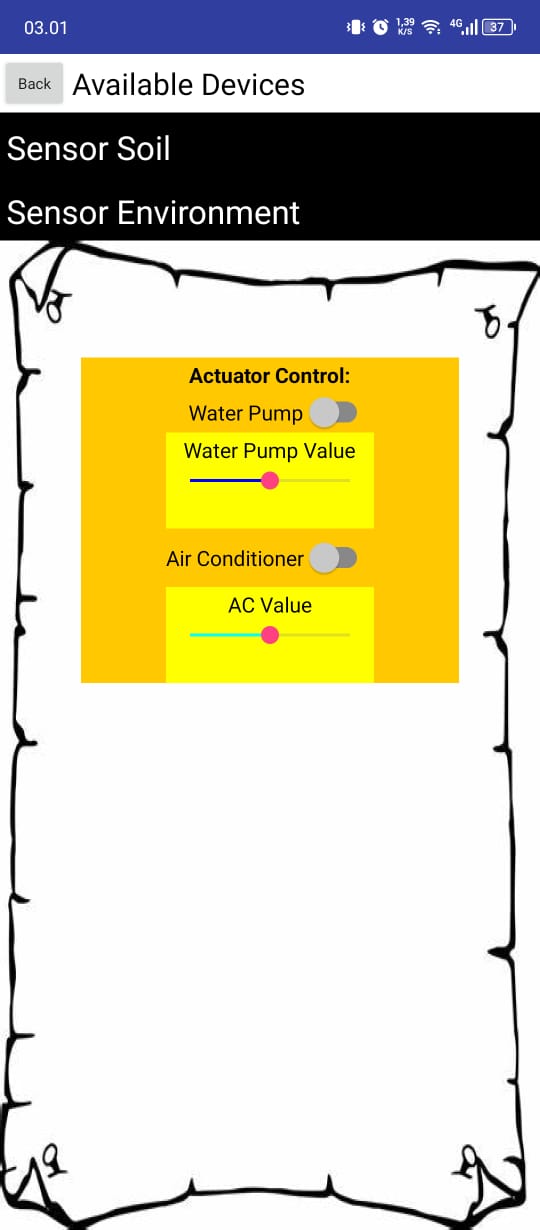 03.01
1,39
K/S
4G
37
Back
Available Devices
Sensor Soil
Sensor Environment
Actuator Control:
Water Pump
Water Pump Value
Air Conditioner
AC Value